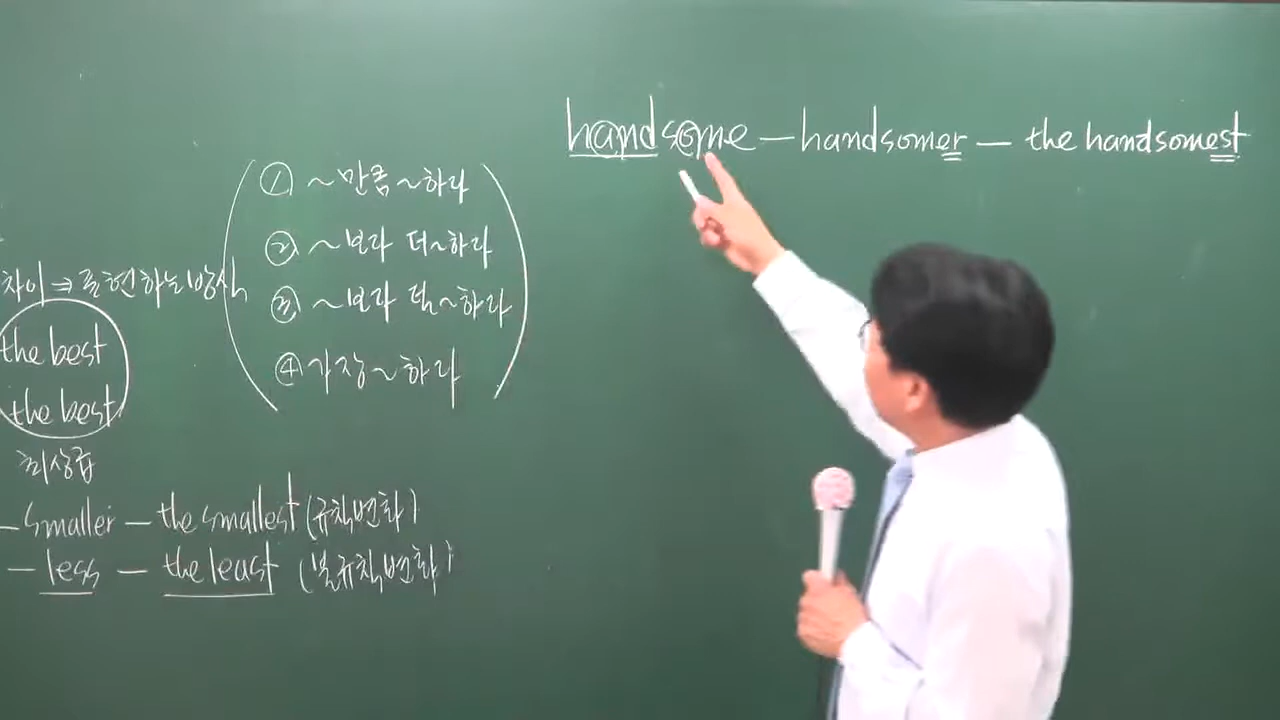 handsome – handsomer – the handsomest
① ~만큼 ~하다
② ~보다 더~하다
③ ~보다 덜~하다
④ 가장~하다
차이 ⇒ 표현하는 방식
the best
the best
최상급
– smaller – the smallest (규칙변화)
– less – the least (불규칙변화)